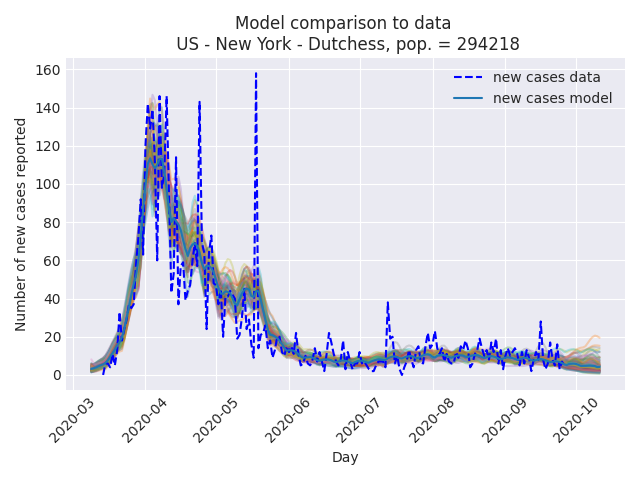 Model comparison to data
US - New York - Dutchess, pop. = 294218
new cases data
new cases model
Number of new cases reported
160
140
120
100
80
60
40
20
0
2020-03
2020-04
2020-05
2020-06
2020-07
2020-08
2020-09
2020-10
Day